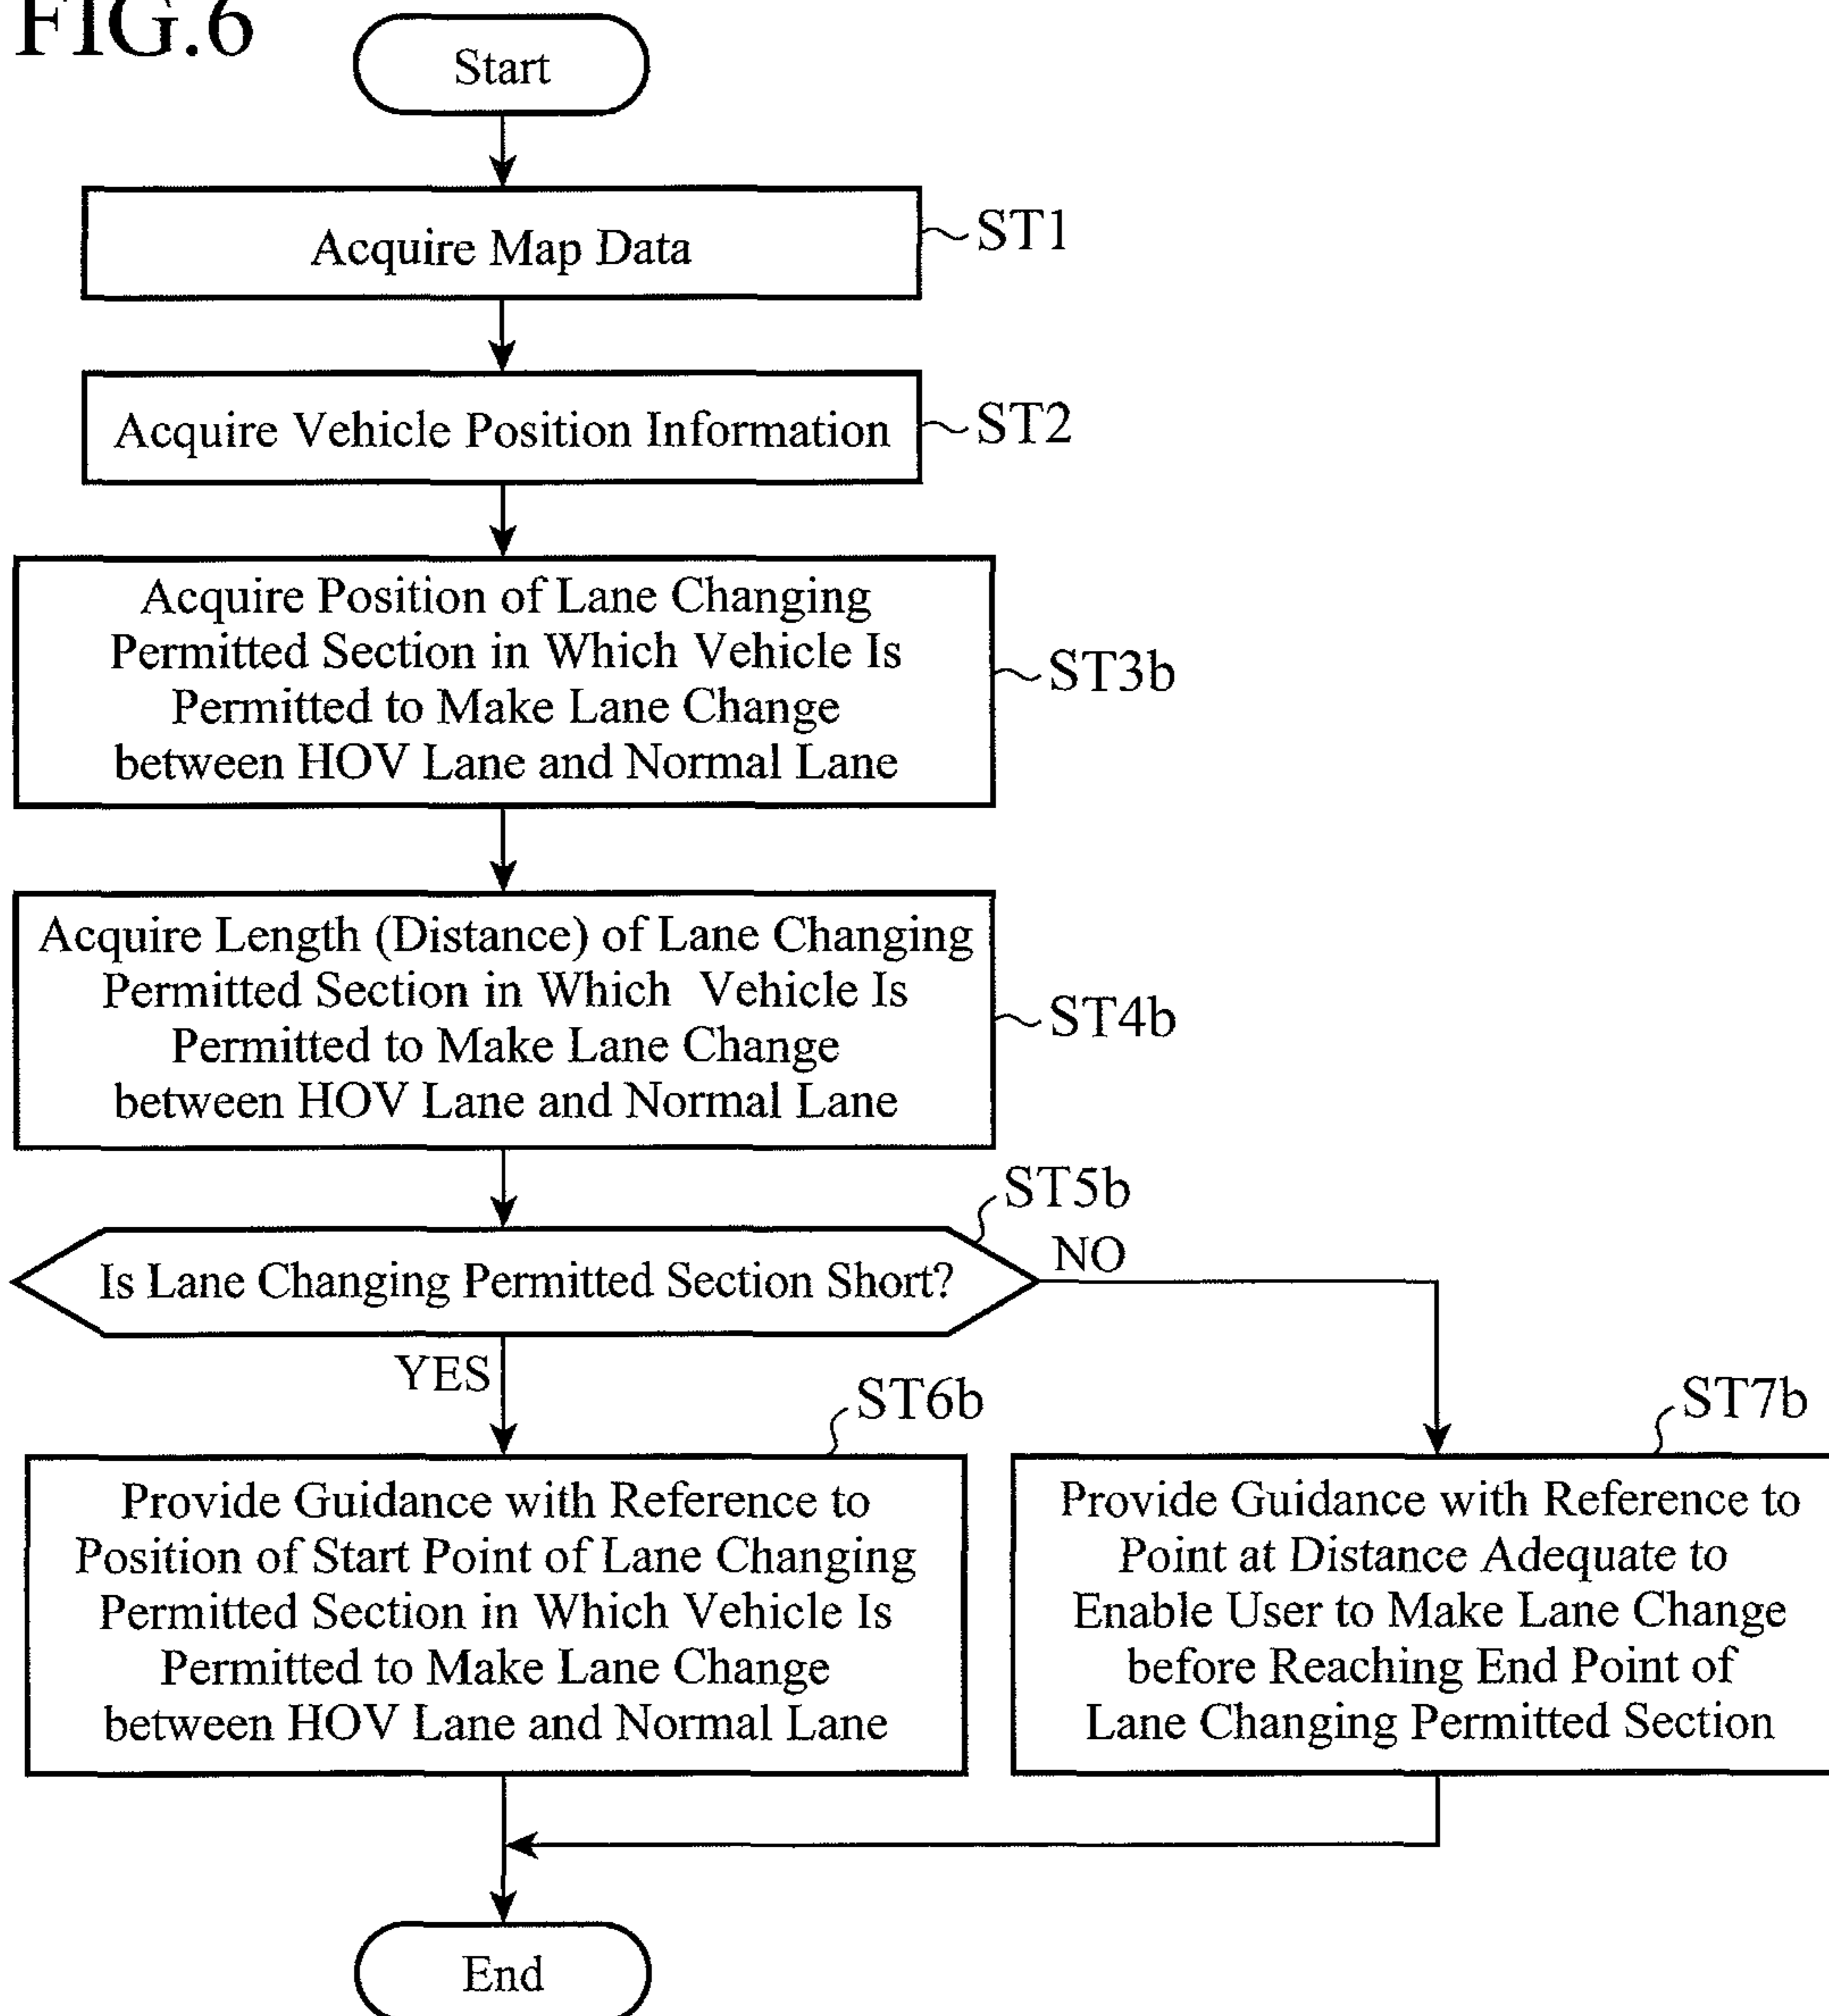 FIG.6
Start
Acquire Map Data
ST1
Acquire Vehicle Position Information
ST2
Acquire Position of Lane Changing
Permitted Section in Which Vehicle Is
Permitted to Make Lane Change
between HOV Lane and Normal Lane
ST3b
Acquire Length (Distance) of Lane Changing
Permitted Section in Which Vehicle Is
Permitted to Make Lane Change
between HOV Lane and Normal Lane
ST4b
ST5b
Is Lane Changing Permitted Section Short?
NO
YES
ST6b
Provide Guidance with Reference to
Position of Start Point of Lane Changing
Permitted Section in Which Vehicle Is
Permitted to Make Lane Change
between HOV Lane and Normal Lane
ST7b
Provide Guidance with Reference to
Point at Distance Adequate to
Enable User to Make Lane Change
before Reaching End Point of
Lane Changing Permitted Section
End